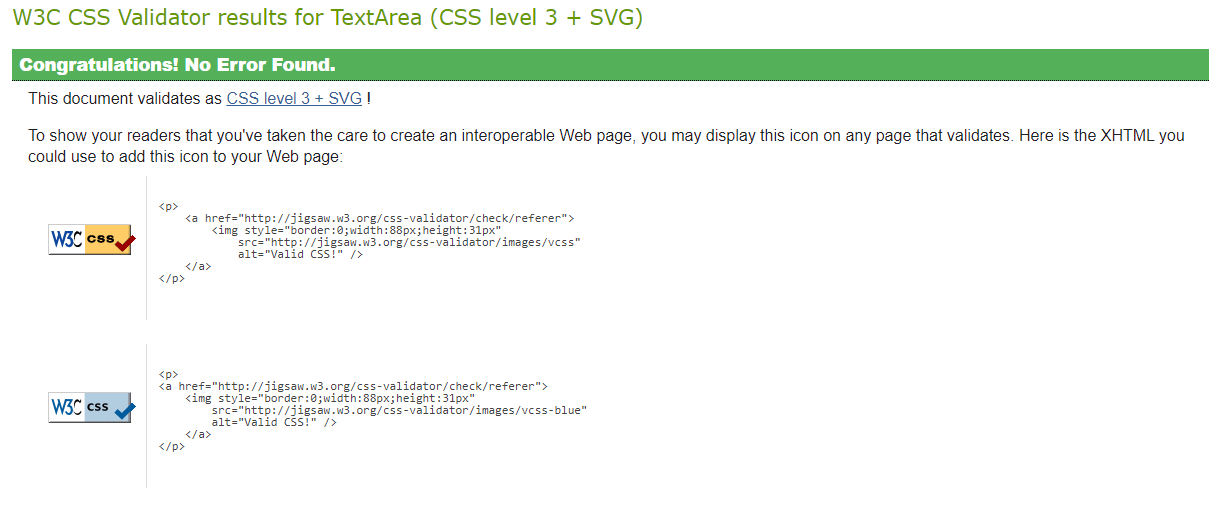 W3C CSS Validator results for TextArea (CSS level 3 + SVG)
Congratulations! No Error Found.
This document validates as CSS level 3 + SVG !
To show your readers that you've taken the care to create an interoperable Web page, you may display this icon on any page that validates. Here is the XHTML you
could use to add this icon to your Web page:
W3C css
<p>
    <a href="http://jigsaw.w3.org/css-validator/check/referer">
        <img style="border:0;width:88px;height:31px"
            src="http://jigsaw.w3.org/css-validator/images/vcss"
            alt="Valid CSS!" />
    </a>
</p>
W3C css
<p>
<a href="http://jigsaw.w3.org/css-validator/check/referer">
    <img style="border:0;width:88px;height:31px"
        src="http://jigsaw.w3.org/css-validator/images/vcss-blue"
        alt="Valid CSS!" />
    </a>
</p>